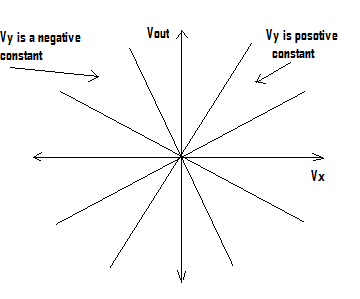 Vy is a negative
constant
Vout
Vy is posotive
constant
Vx